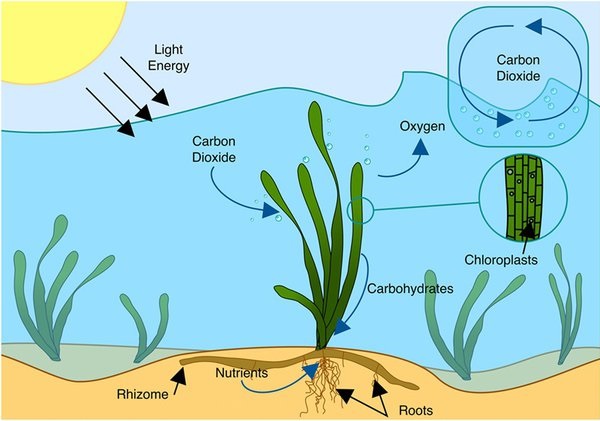 Light
Energy
Carbon
Dioxide
Carbon
Dioxide
Oxygen
Chloroplasts
Carbohydrates
Nutrients
Rhizome
Roots